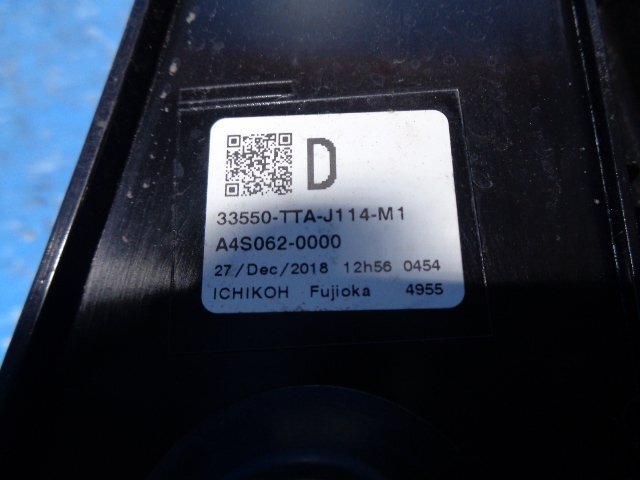 D
33550-TTA-J114-M1
A4S062-0000
27/Dec/2018 12h56 0454
ICHIKOH Fujioka 4955